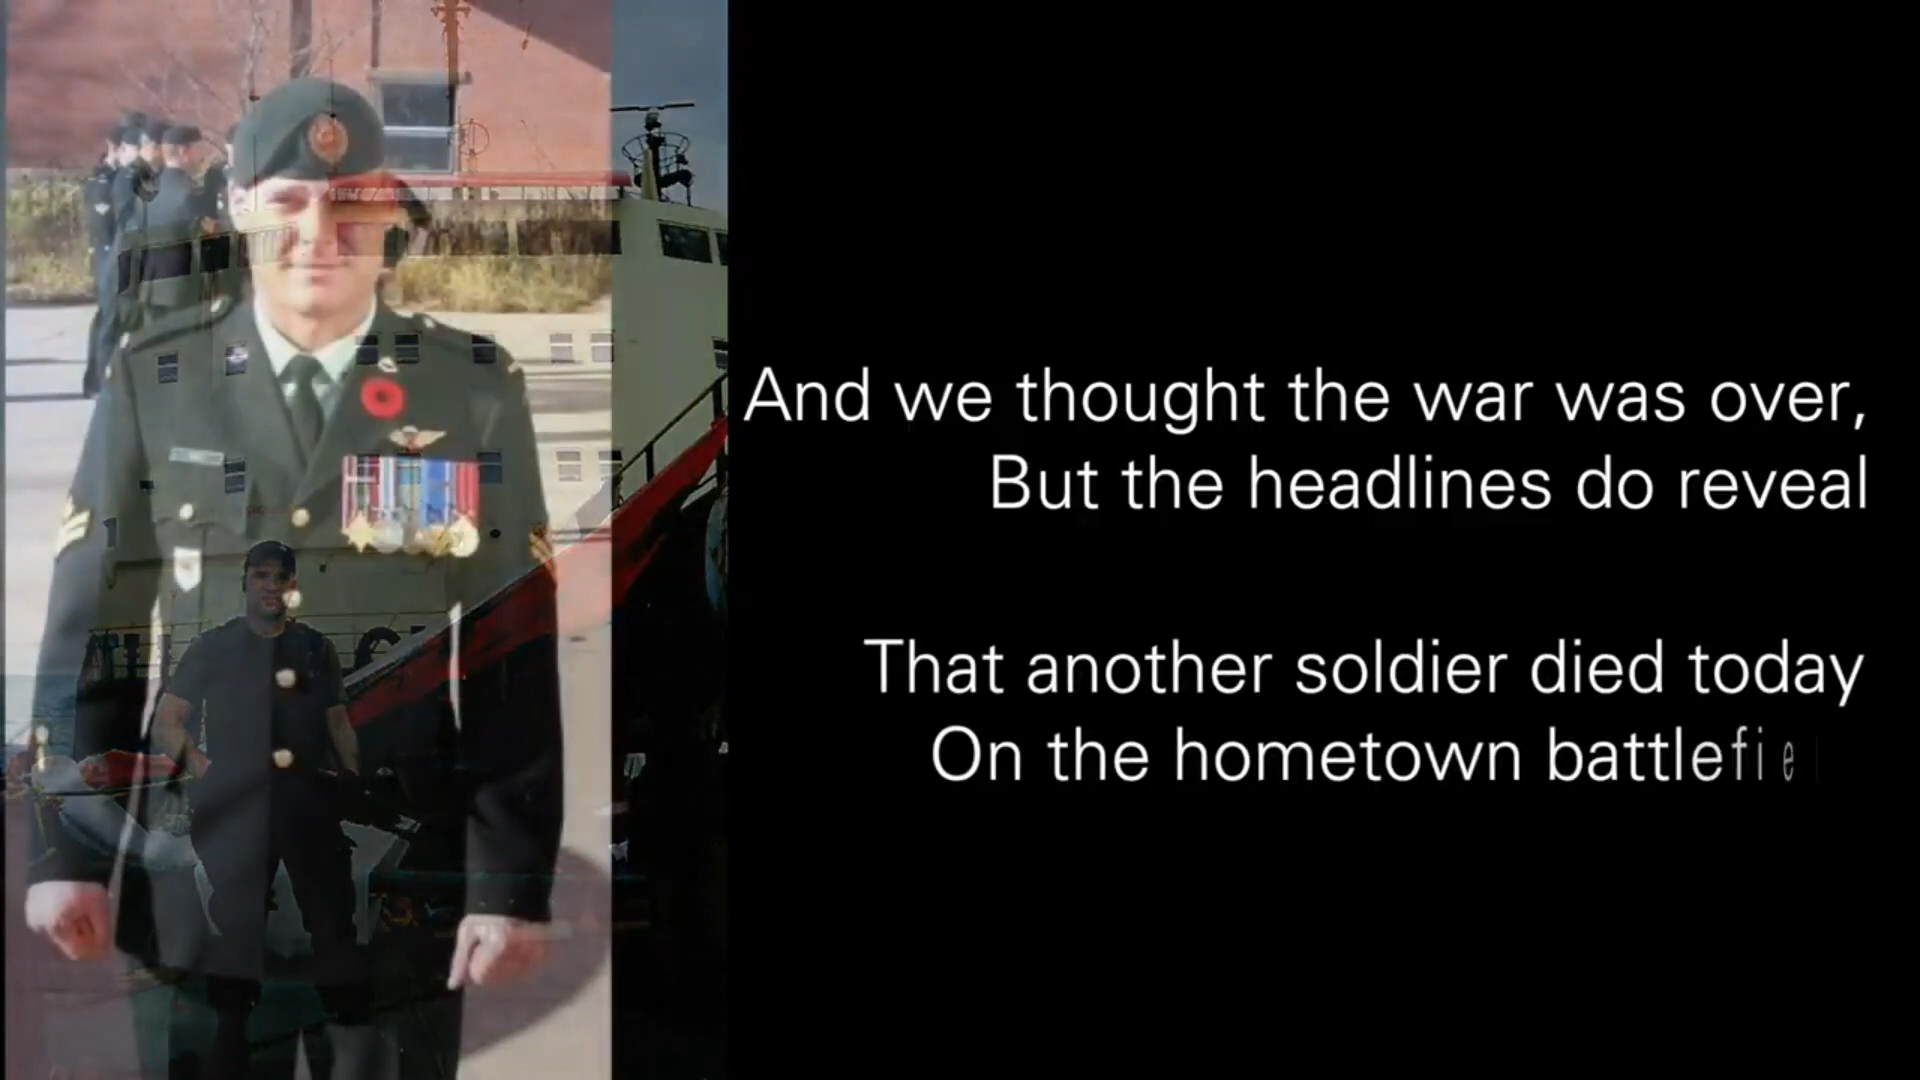 And we thought the war was over,
But the headlines do reveal
That another soldier died today
On the hometown battlefie